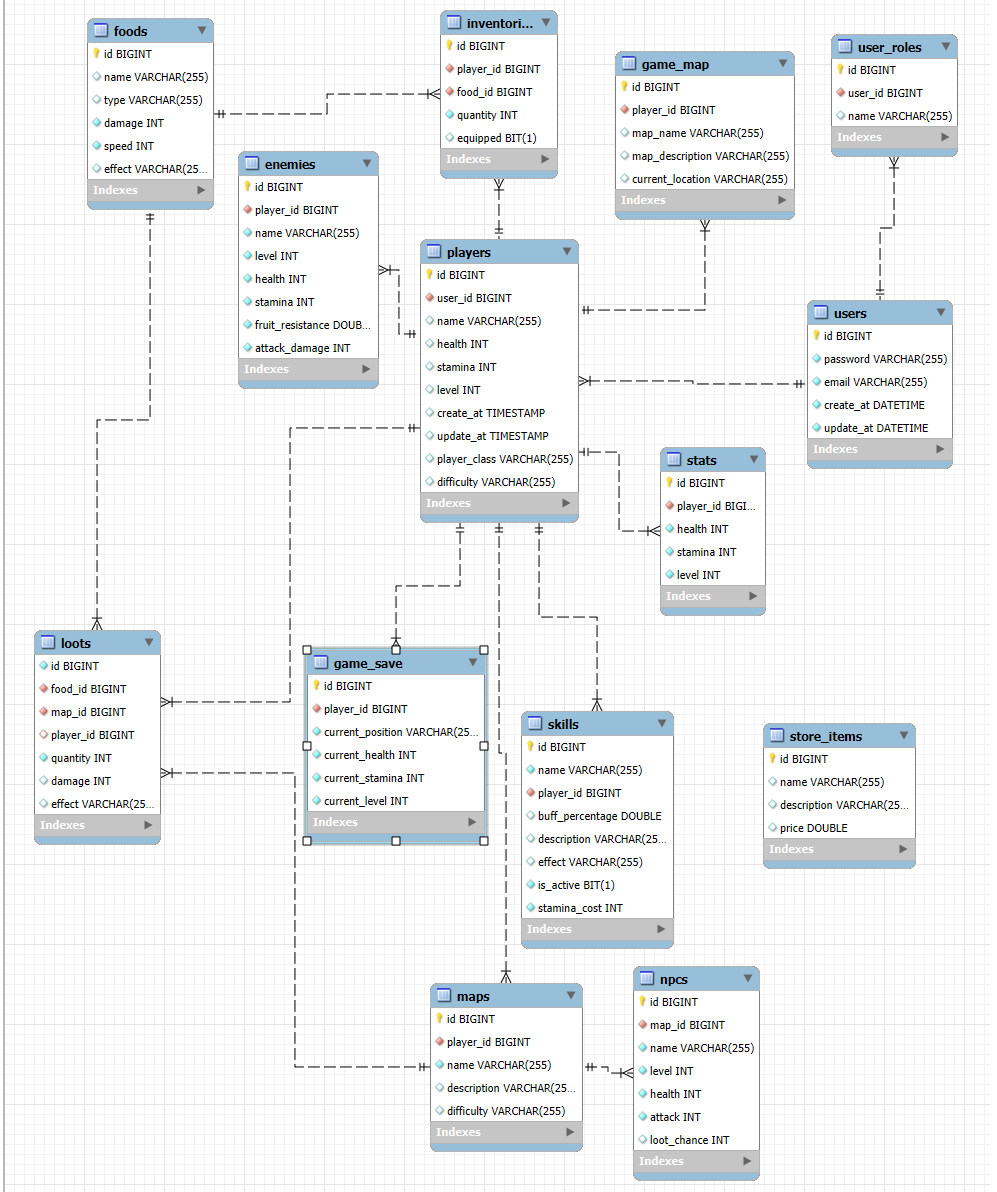 foods
id BIGINT
name VARCHAR(255)
type VARCHAR(255)
damage INT
speed INT
effect VARCHAR(25...
Indexes
inventori...
id BIGINT
player_id BIGINT
food_id BIGINT
quantity INT
equipped BIT(1)
Indexes
game_map
id BIGINT
player_id BIGINT
map_name VARCHAR(255)
map_description VARCHAR(255)
current_location VARCHAR(255)
Indexes
user_roles
id BIGINT
user_id BIGINT
name VARCHAR(255)
Indexes
enemies
id BIGINT
player_id BIGINT
name VARCHAR(255)
level INT
health INT
stamina INT
fruit_resistance DOUB...
attack_damage INT
Indexes
players
id BIGINT
user_id BIGINT
name VARCHAR(255)
health INT
stamina INT
level INT
create_at TIMESTAMP
update_at TIMESTAMP
player_class VARCHAR(255)
difficulty VARCHAR(255)
Indexes
users
id BIGINT
password VARCHAR(255)
email VARCHAR(255)
create_at DATETIME
update_at DATETIME
Indexes
stats
id BIGINT
player_id BIGI...
health INT
stamina INT
level INT
Indexes
loots
id BIGINT
food_id BIGINT
map_id BIGINT
player_id BIGINT
quantity INT
damage INT
effect VARCHAR(25...
Indexes
game_save
id BIGINT
player_id BIGINT
current_position VARCHAR(25...
current_health INT
current_stamina INT
current_level INT
Indexes
skills
id BIGINT
name VARCHAR(255)
player_id BIGINT
buff_percentage DOUBLE
description VARCHAR(25...
effect VARCHAR(255)
is_active BIT(1)
stamina_cost INT
Indexes
store_items
id BIGINT
name VARCHAR(255)
description VARCHAR(25...
price DOUBLE
Indexes
maps
id BIGINT
player_id BIGINT
name VARCHAR(255)
description VARCHAR(25...
difficulty VARCHAR(255)
Indexes
npcs
id BIGINT
map_id BIGINT
name VARCHAR(255)
level INT
health INT
attack INT
loot_chance INT
Indexes